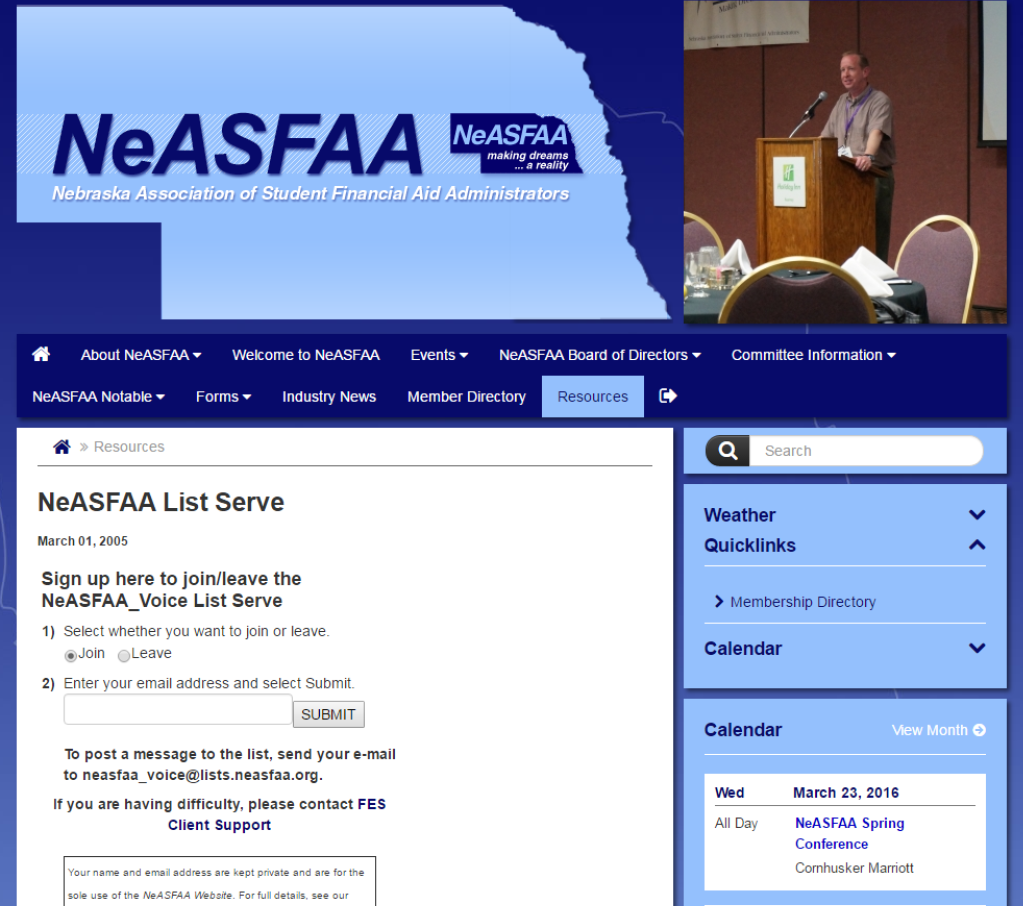 NeASFAA
NeASFAA
making dreams
... a reality
Nebraska Association of Student Financial Aid Administrators
Holiday Inn
About NeASFAA
Welcome to NeASFAA
Events
NeASFAA Board of Directors
Committee Information
NeASFAA Notable
Forms
Industry News
Member Directory
Resources
» Resources
NeASFAA List Serve
March 01, 2005
Sign up here to join/leave the
NeASFAA_Voice List Serve
1) Select whether you want to join or leave.
Join Leave
2) Enter your email address and select Submit.
SUBMIT
To post a message to the list, send your e-mail
to neasfaa_voice@lists.neasfaa.org.
If you are having difficulty, please contact FES
Client Support
Your name and email address are kept private and are for the
sole use of the NeASFAA Website. For full details, see our
Search
Weather
Quicklinks
Membership Directory
Calendar
Calendar
View Month
Wed March 23, 2016
All Day NeASFAA Spring
Conference
Cornhusker Marriott